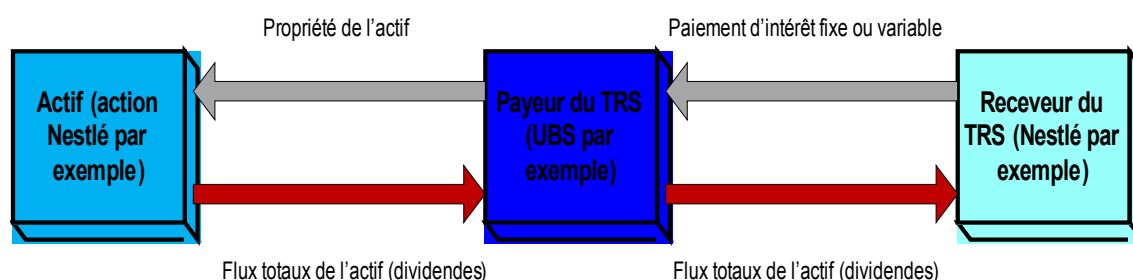 Propriété de l'actif
Paiement d'intérêt fixe ou variable
Actif (action
Nestlé par
exemple)
Payeur du TRS
(UBS par
exemple)
Receveur du
TRS (Nestlé par
exemple)
Flux totaux de l'actif (dividendes)
Flux totaux de l'actif (dividendes)